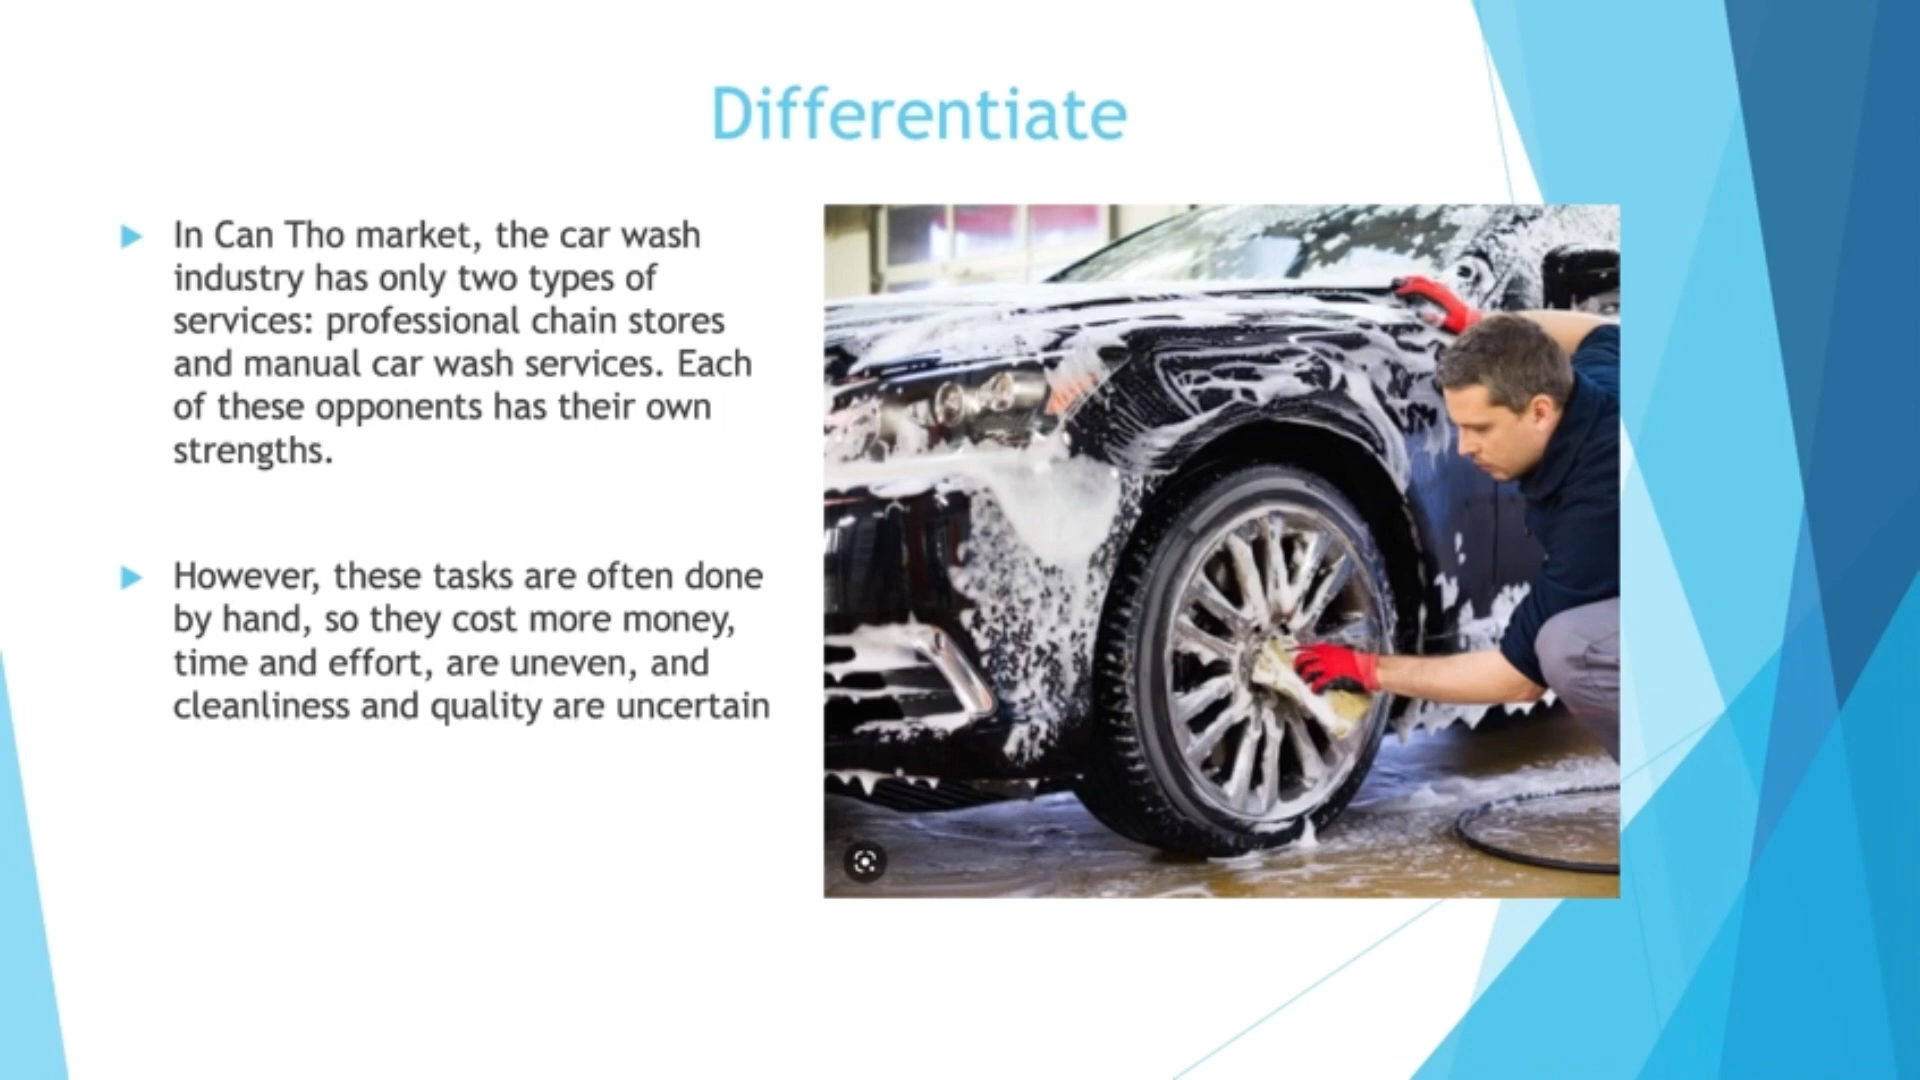 Differentiate
In Can Tho market, the car wash
industry has only two types of
services: professional chain stores
and manual car wash services. Each
of these opponents has their own
strengths.
However, these tasks are often done
by hand, so they cost more money,
time and effort, are uneven, and
cleanliness and quality are uncertain